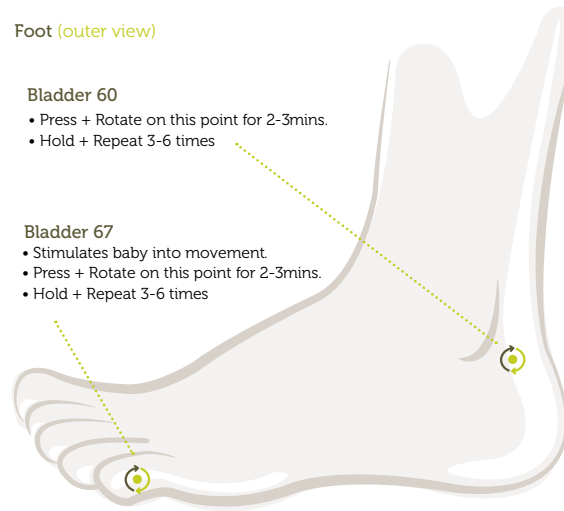 Foot (outer view)
Bladder 60
• Press + Rotate on this point for 2-3mins.
• Hold + Repeat 3-6 times
Bladder 67
• Stimulates baby into movement.
• Press + Rotate on this point for 2-3mins.
• Hold + Repeat 3-6 times